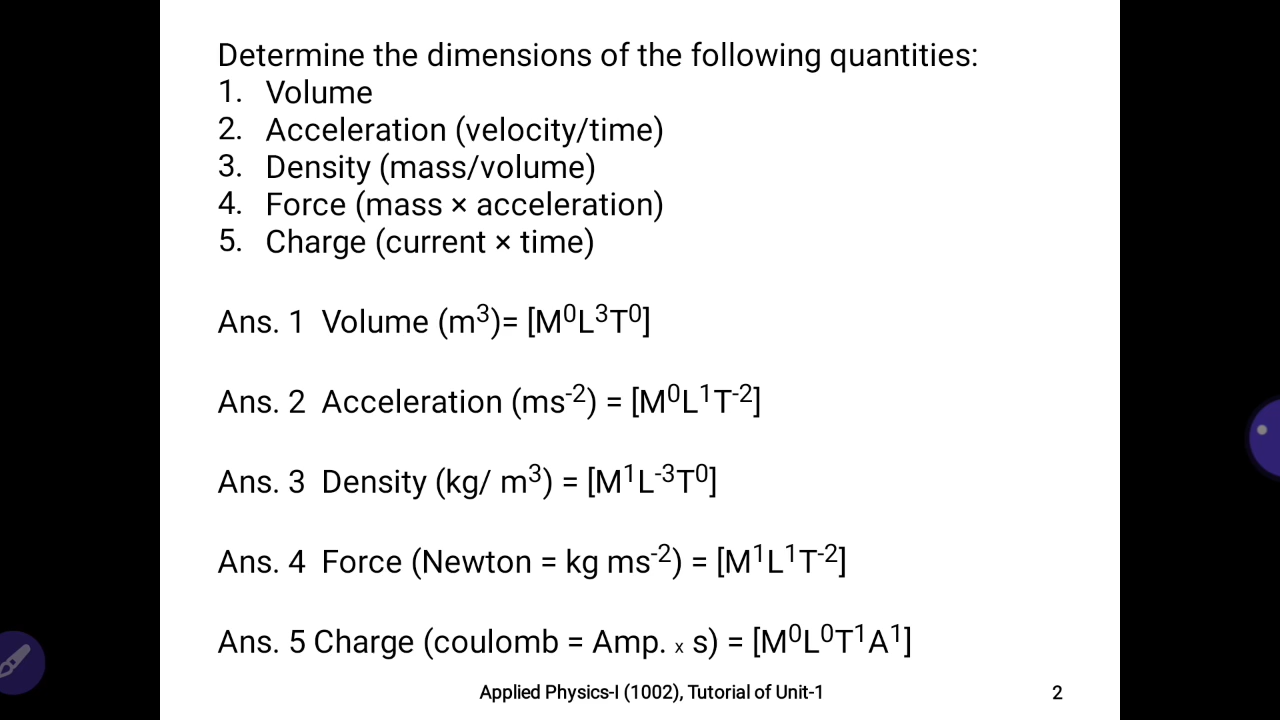 Determine the dimensions of the following quantities:
1. Volume
2. Acceleration (velocity/time)
3. Density (mass/volume)
4. Force (mass × acceleration)
5. Charge (current × time)
Ans. 1 Volume (m³)= [M⁰L³T⁰]
Ans. 2 Acceleration (ms⁻²) = [M⁰L¹T⁻²]
Ans. 3 Density (kg/ m³) = [M¹L⁻³T⁰]
Ans. 4 Force (Newton = kg ms⁻²) = [M¹L¹T⁻²]
Ans. 5 Charge (coulomb = Amp. × s) = [M⁰L⁰T¹A¹]
Applied Physics-I (1002), Tutorial of Unit-1 2